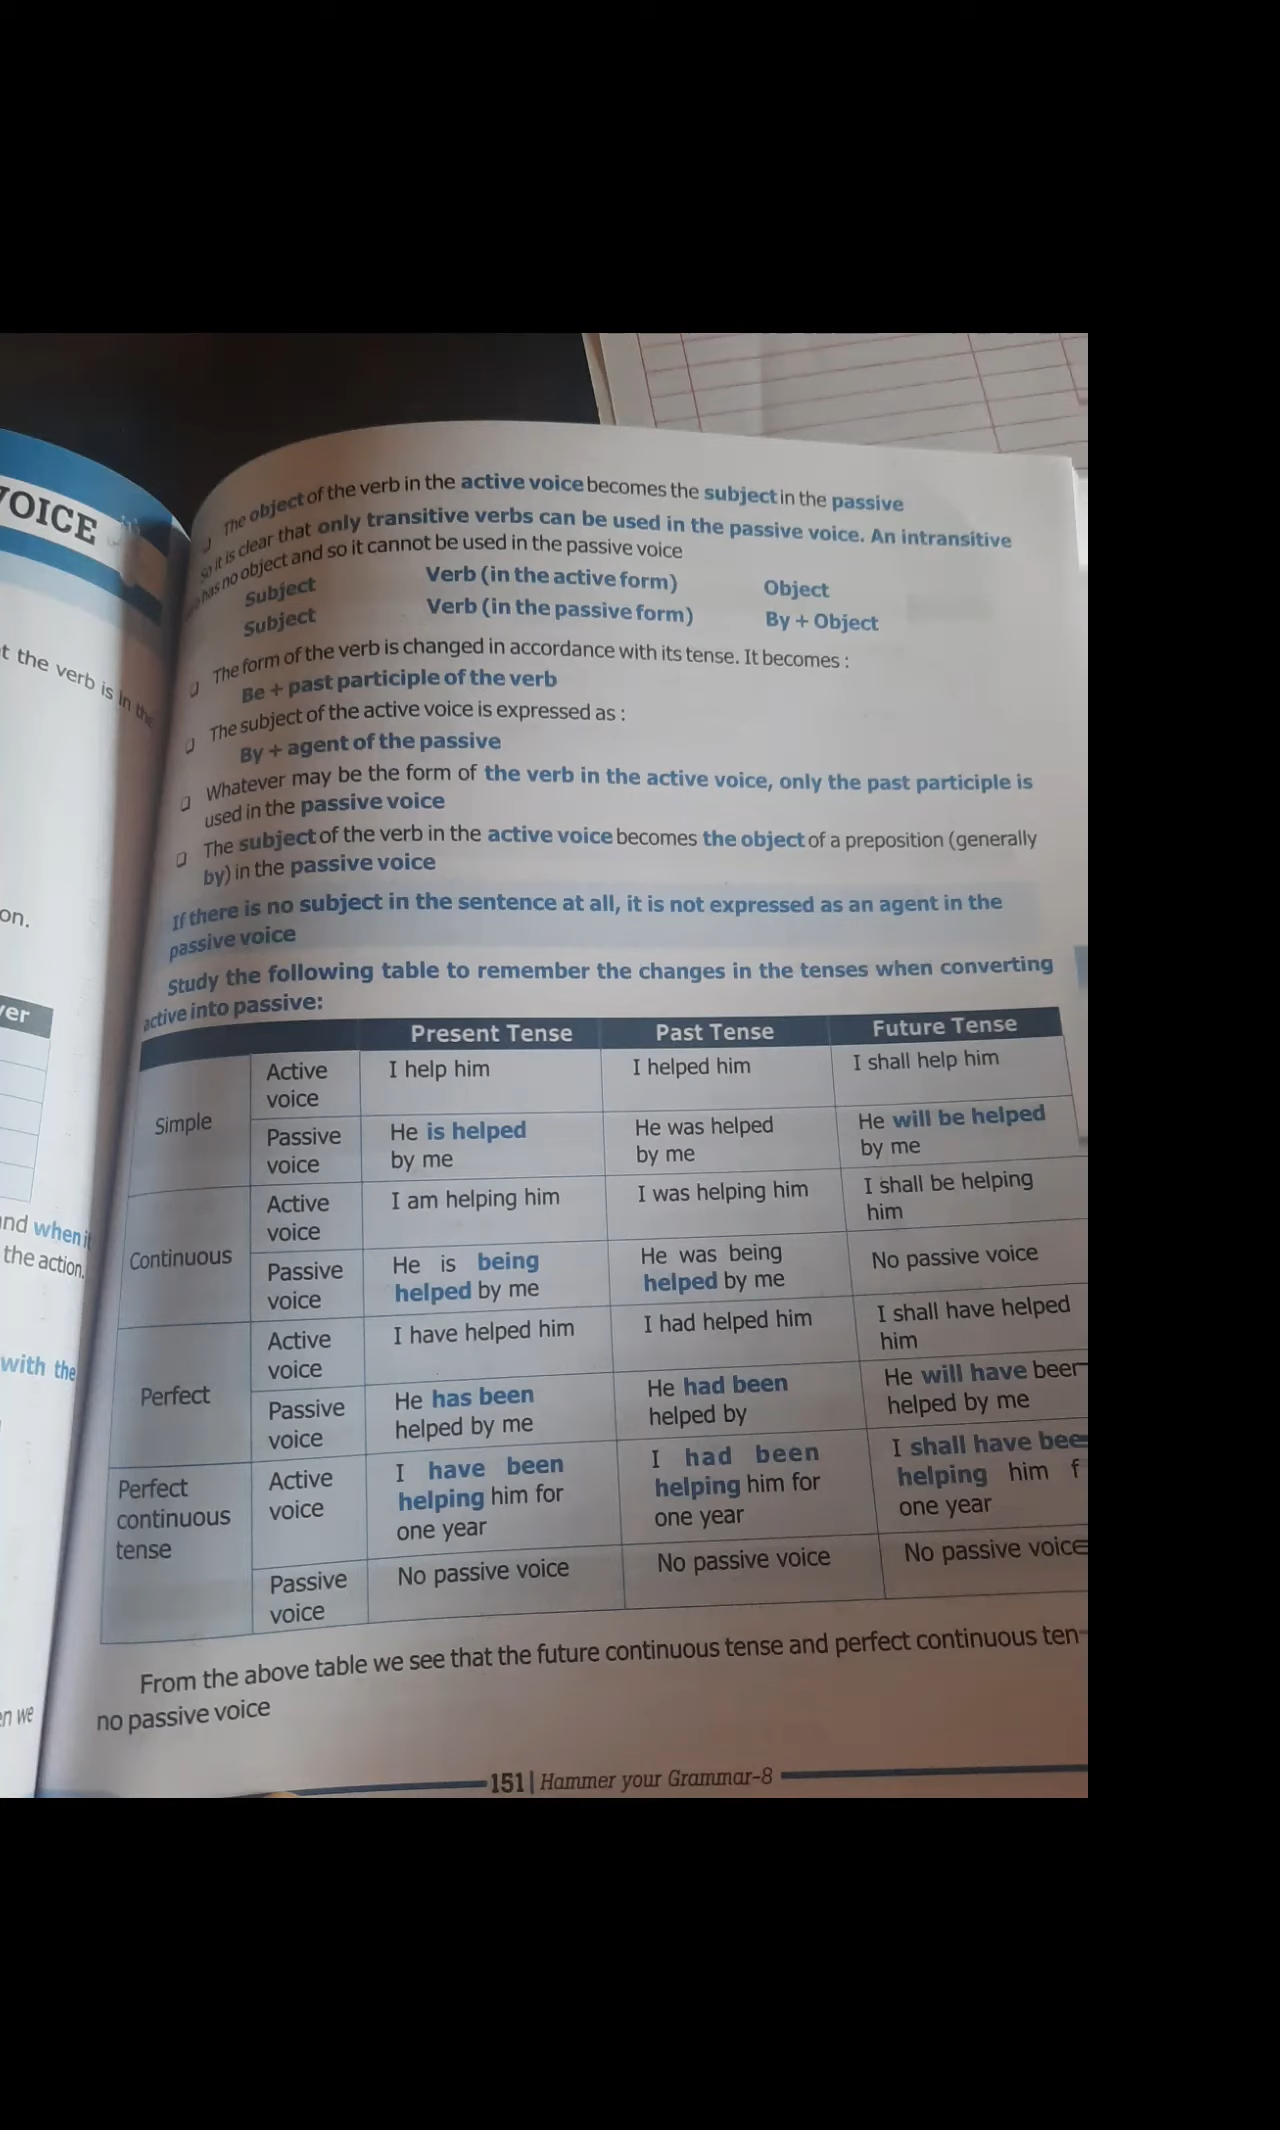 VOICE
t the verb is in the
on.
ver
nd when it
the action.
with the
en we
The object of the verb in the active voice becomes the subject in the passive
So it is clear that only transitive verbs can be used in the passive voice. An intransitive
has no object and so it cannot be used in the passive voice
Subject Verb (in the active form) Object
Subject Verb (in the passive form) By + Object
❑ The form of the verb is changed in accordance with its tense. It becomes :
Be + past participle of the verb
❑ The subject of the active voice is expressed as :
By + agent of the passive
❑ Whatever may be the form of the verb in the active voice, only the past participle is
used in the passive voice
❑ The subject of the verb in the active voice becomes the object of a preposition (generally
by) in the passive voice
If there is no subject in the sentence at all, it is not expressed as an agent in the
passive voice
Study the following table to remember the changes in the tenses when converting
active into passive:
Present Tense Past Tense Future Tense
Simple
Active I help him I helped him I shall help him
voice
Passive He is helped He was helped He will be helped
voice by me by me by me
Continuous
Active I am helping him I was helping him I shall be helping
voice him
Passive He is being He was being No passive voice
voice helped by me helped by me
Perfect
Active I have helped him I had helped him I shall have helped
voice him
Passive He has been He had been He will have beer
voice helped by me helped by helped by me
Perfect Active I have been I had been I shall have bee
continuous voice helping him for helping him for helping him f
tense one year one year one year
Passive No passive voice No passive voice No passive voice
voice
From the above table we see that the future continuous tense and perfect continuous ten
no passive voice
151 | Hammer your Grammar-8